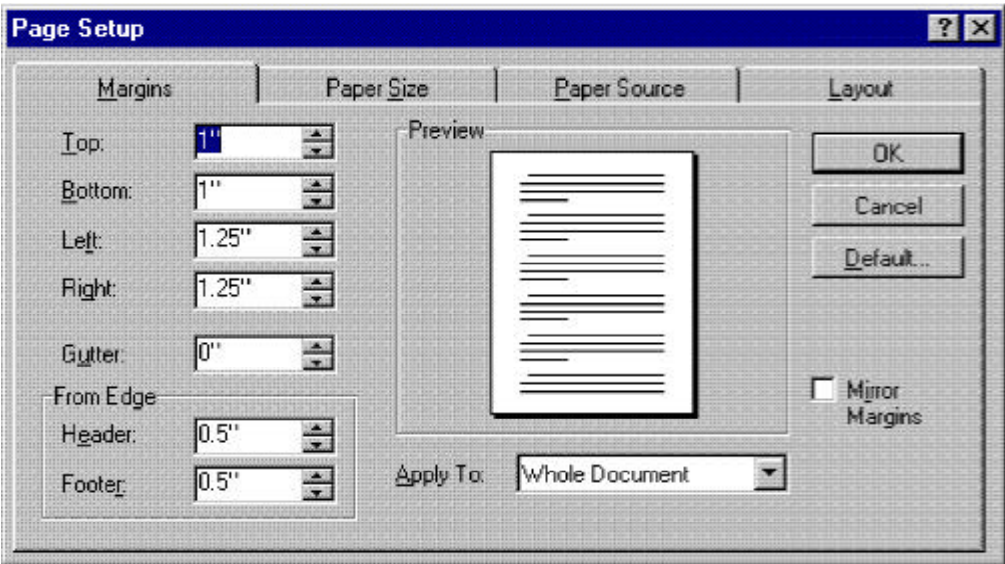 Page Setup
Margins Paper Size Paper Source Layout
Top: 1"
Bottom: 1"
Left: 1.25"
Right: 1.25"
Gutter: 0"
From Edge
Header: 0.5"
Footer: 0.5"
Preview
Apply To: Whole Document
OK
Cancel
Default...
Mirror
Margins